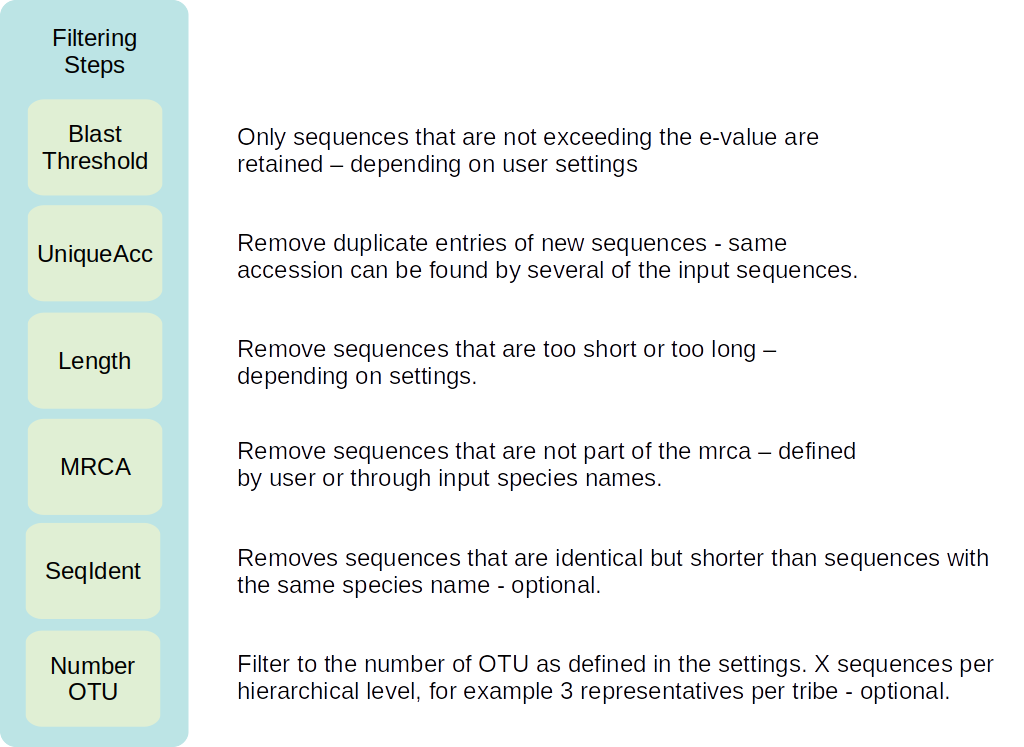 Filtering
Steps
Blast
Threshold
Only sequences that are not exceeding the e-value are
retained – depending on user settings
UniqueAcc
Remove duplicate entries of new sequences - same
accession can be found by several of the input sequences.
Length
Remove sequences that are too short or too long –
depending on settings.
MRCA
Remove sequences that are not part of the mrca – defined
by user or through input species names.
SeqIdent
Removes sequences that are identical but shorter than sequences with
the same species name - optional.
Number
OTU
Filter to the number of OTU as defined in the settings. X sequences per
hierarchical level, for example 3 representatives per tribe - optional.